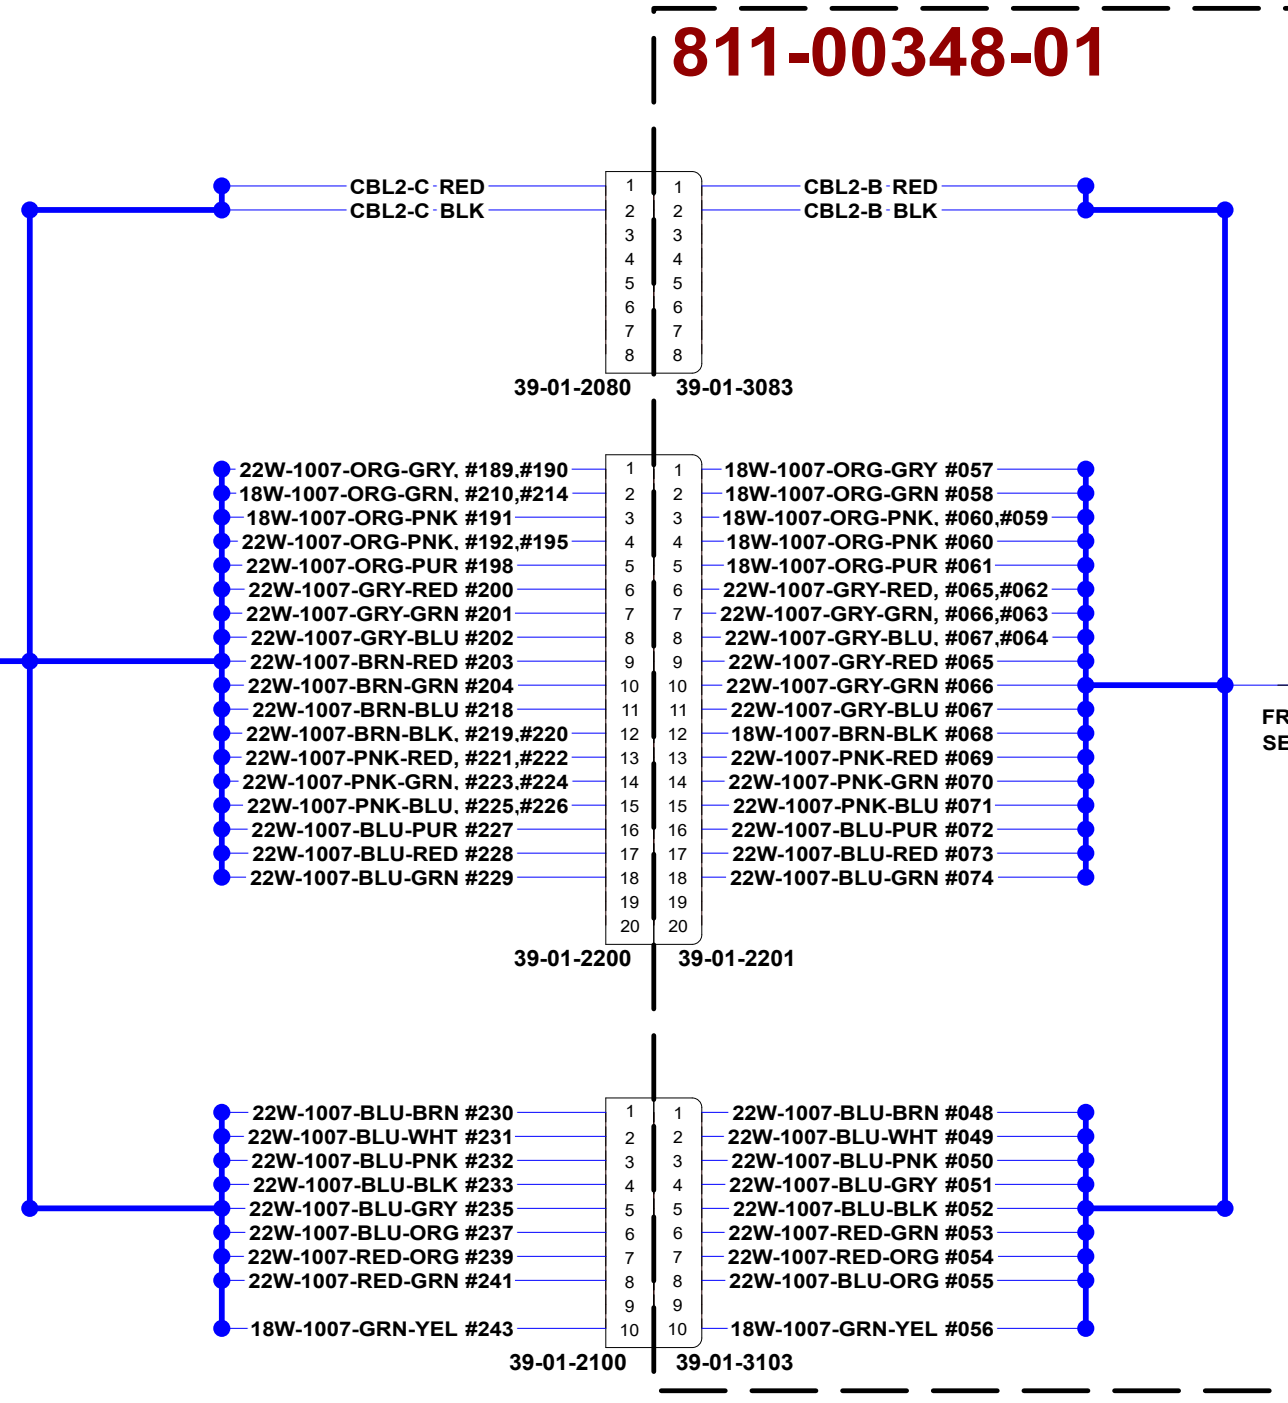 811-00348-01
CBL2-C RED 1 1 CBL2-B RED
CBL2-C BLK 2 2 CBL2-B BLK
3 3
4 4
5 5
6 6
7 7
8 8
39-01-2080 39-01-3083
22W-1007-ORG-GRY, #189,#190 1 1 18W-1007-ORG-GRY #057
18W-1007-ORG-GRN, #210,#214 2 2 18W-1007-ORG-GRN #058
18W-1007-ORG-PNK #191 3 3 18W-1007-ORG-PNK, #060,#059
22W-1007-ORG-PNK, #192,#195 4 4 18W-1007-ORG-PNK #060
22W-1007-ORG-PUR #198 5 5 18W-1007-ORG-PUR #061
22W-1007-GRY-RED #200 6 6 22W-1007-GRY-RED, #065,#062
22W-1007-GRY-GRN #201 7 7 22W-1007-GRY-GRN, #066,#063
22W-1007-GRY-BLU #202 8 8 22W-1007-GRY-BLU, #067,#064
22W-1007-BRN-RED #203 9 9 22W-1007-GRY-RED #065
22W-1007-BRN-GRN #204 10 10 22W-1007-GRY-GRN #066
22W-1007-BRN-BLU #218 11 11 22W-1007-GRY-BLU #067
22W-1007-BRN-BLK, #219,#220 12 12 18W-1007-BRN-BLK #068
22W-1007-PNK-RED, #221,#222 13 13 22W-1007-PNK-RED #069
22W-1007-PNK-GRN, #223,#224 14 14 22W-1007-PNK-GRN #070
22W-1007-PNK-BLU, #225,#226 15 15 22W-1007-PNK-BLU #071
22W-1007-BLU-PUR #227 16 16 22W-1007-BLU-PUR #072
22W-1007-BLU-RED #228 17 17 22W-1007-BLU-RED #073
22W-1007-BLU-GRN #229 18 18 22W-1007-BLU-GRN #074
19 19
20 20
39-01-2200 39-01-2201
FR
SE
22W-1007-BLU-BRN #230 1 1 22W-1007-BLU-BRN #048
22W-1007-BLU-WHT #231 2 2 22W-1007-BLU-WHT #049
22W-1007-BLU-PNK #232 3 3 22W-1007-BLU-PNK #050
22W-1007-BLU-BLK #233 4 4 22W-1007-BLU-GRY #051
22W-1007-BLU-GRY #235 5 5 22W-1007-BLU-BLK #052
22W-1007-BLU-ORG #237 6 6 22W-1007-RED-GRN #053
22W-1007-RED-ORG #239 7 7 22W-1007-RED-ORG #054
22W-1007-RED-GRN #241 8 8 22W-1007-BLU-ORG #055
9 9
18W-1007-GRN-YEL #243 10 10 18W-1007-GRN-YEL #056
39-01-2100 39-01-3103